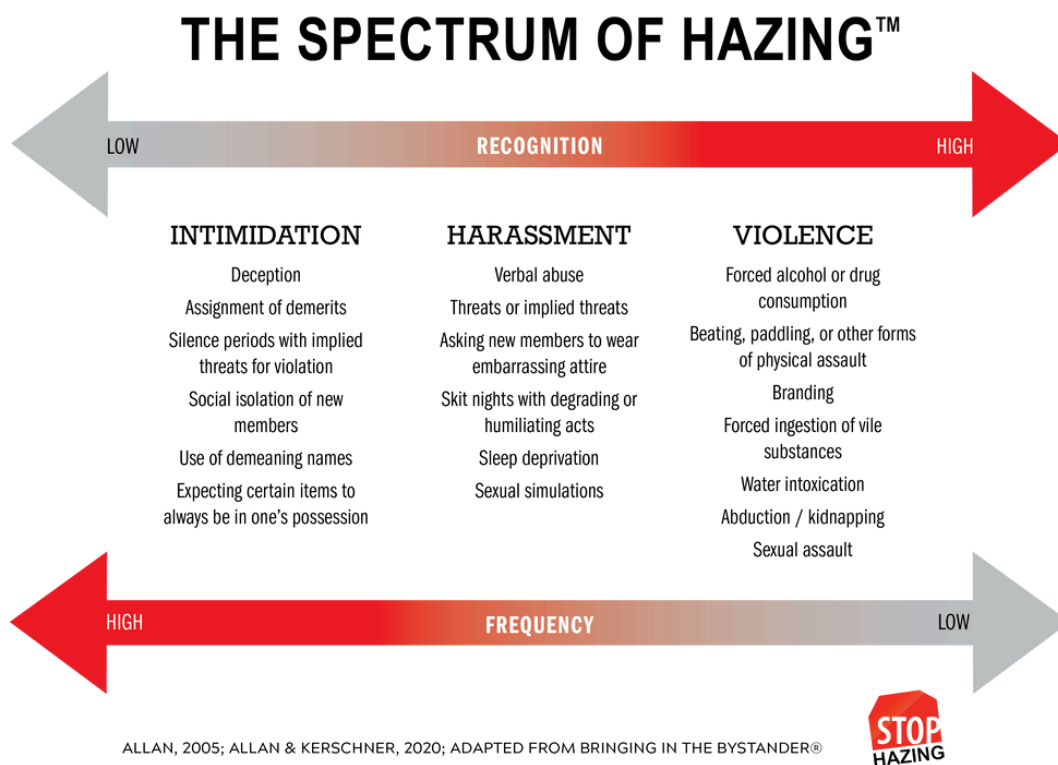 THE SPECTRUM OF HAZING™
LOW
RECOGNITION
HIGH
INTIMIDATION
Deception
Assignment of demerits
Silence periods with implied
threats for violation
Social isolation of new
members
Use of demeaning names
Expecting certain items to
always be in one's possession
HARASSMENT
Verbal abuse
Threats or implied threats
Asking new members to wear
embarrassing attire
Skit nights with degrading or
humiliating acts
Sleep deprivation
Sexual simulations
VIOLENCE
Forced alcohol or drug
consumption
Beating, paddling, or other forms
of physical assault
Branding
Forced ingestion of vile
substances
Water intoxication
Abduction / kidnapping
Sexual assault
HIGH
FREQUENCY
LOW
ALLAN, 2005; ALLAN & KERSCHNER, 2020; ADAPTED FROM BRINGING IN THE BYSTANDER®
STOP
HAZING